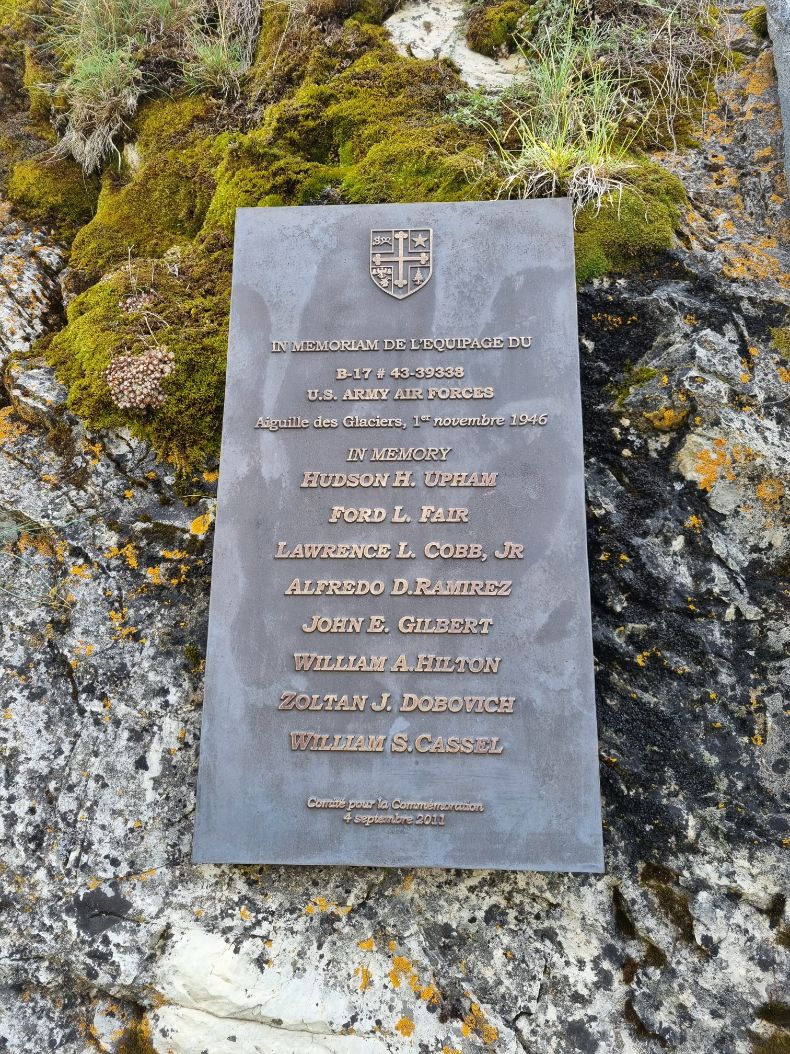 IN MEMORIAM DE L'EQUIPAGE DU
B-17 # 43-39338
U.S. ARMY AIR FORCES
Aiguille des Glaciers, 1er novembre 1946
IN MEMORY
HUDSON H. UPHAM
FORD L. FAIR
LAWRENCE L. COBB, JR
ALFREDO D.RAMIREZ
JOHN E. GILBERT
WILLIAM A.HILTON
ZOLTAN J. DOBOVICH
WILLIAM S.CASSEL
Comité pour la Commémoration
4 septembre 2011